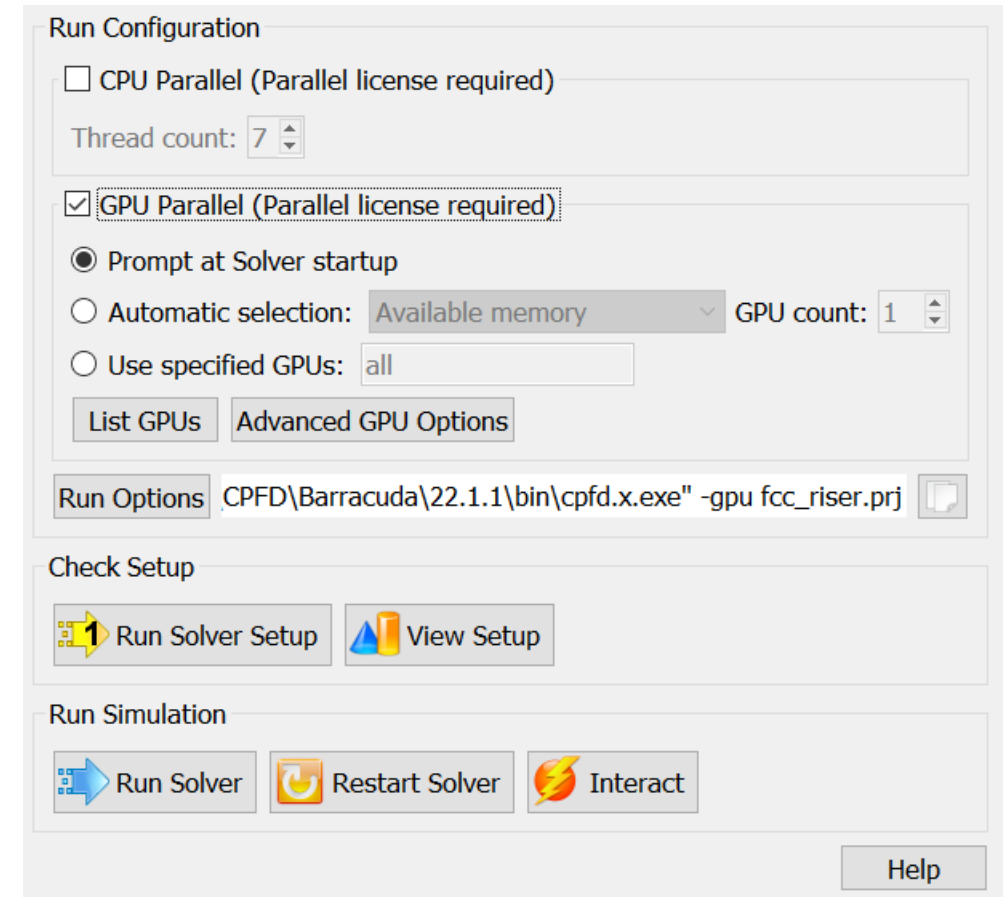 Run Configuration
CPU Parallel (Parallel license required)
Thread count: 7
GPU Parallel (Parallel license required)
Prompt at Solver startup
Automatic selection: Available memory GPU count: 1
Use specified GPUs: all
List GPUs Advanced GPU Options
Run Options CPFD\Barracuda\22.1.1\bin\cpfd.x.exe" -gpu fcc_riser.prj
Check Setup
1 Run Solver Setup View Setup
Run Simulation
Run Solver Restart Solver Interact
Help